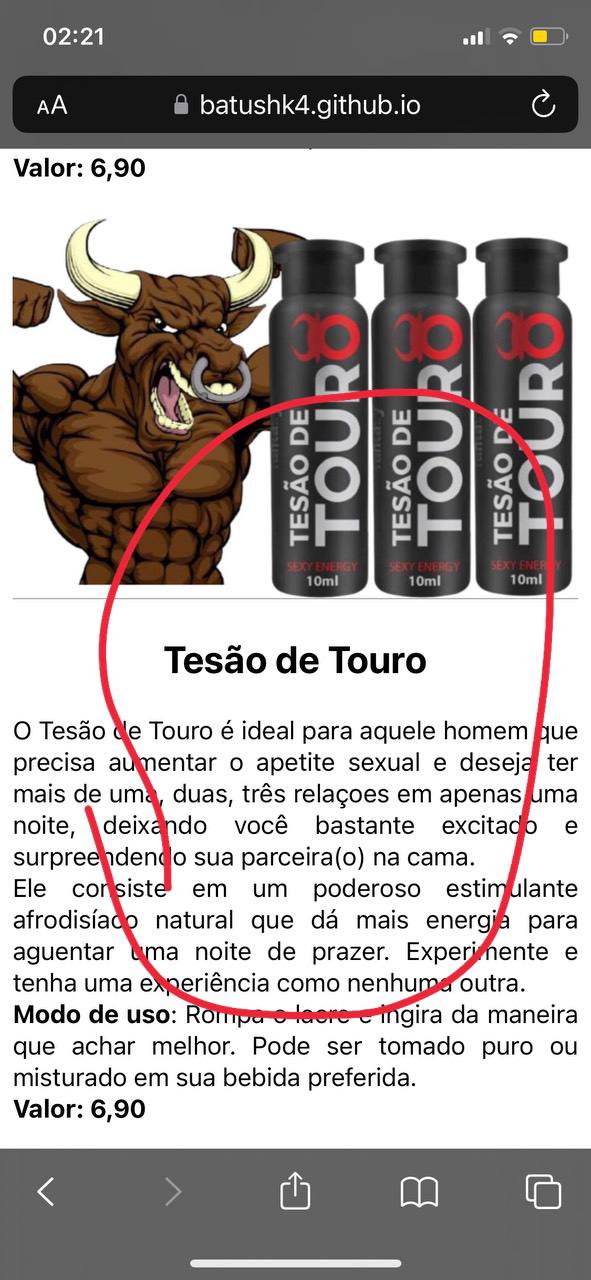 02:21
AA batushk4.github.io
Valor: 6,90
TESÃO DE TOURO
SEXY ENERGY
10ml
TESÃO DE TOURO
SEXY ENERGY
10ml
TESÃO DE TOURO
SEXY ENERGY
10ml
Tesão de Touro
O Tesão de Touro é ideal para aquele homem que
precisa aumentar o apetite sexual e deseja ter
mais de uma, duas, três relaçoes em apenas uma
noite, deixando você bastante excitado e
surpreendendo sua parceira(o) na cama.
Ele consiste em um poderoso estimulante
afrodisíaco natural que dá mais energia para
aguentar uma noite de prazer. Experimente e
tenha uma experiência como nenhuma outra.
Modo de uso: Rompa o lacre e ingira da maneira
que achar melhor. Pode ser tomado puro ou
misturado em sua bebida preferida.
Valor: 6,90